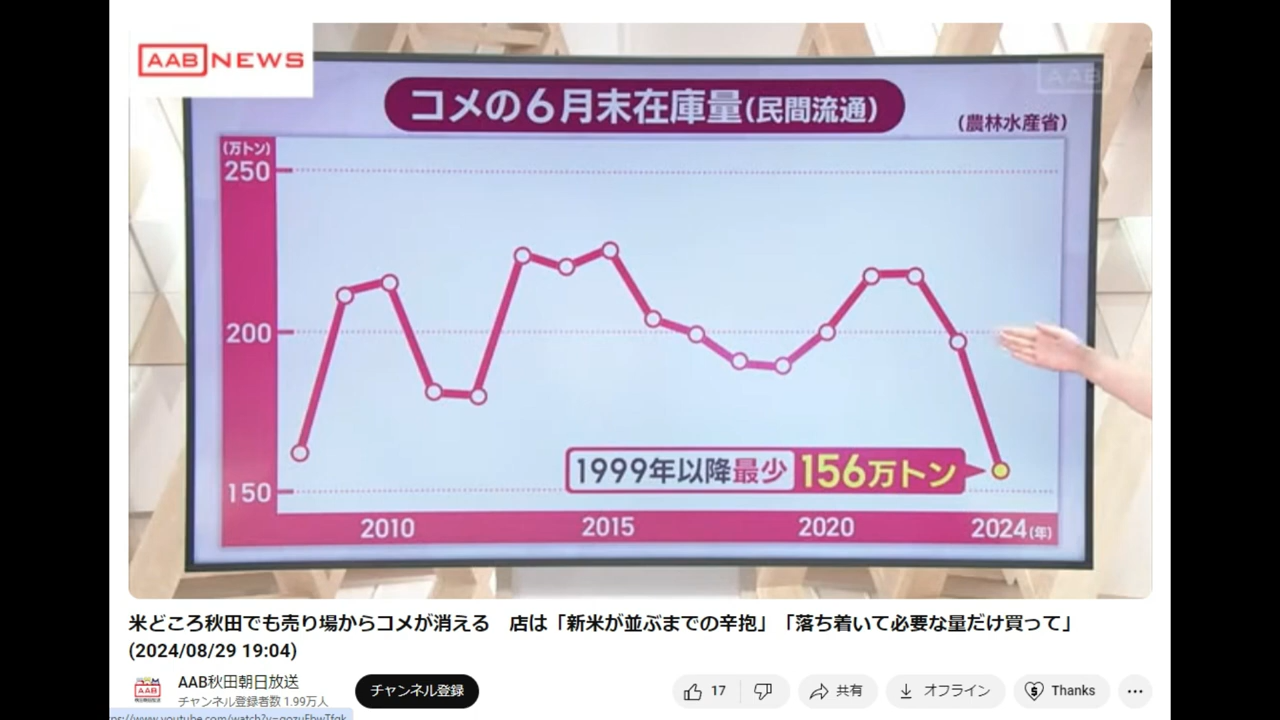 AAB NEWS
AAB
コメの6月末在庫量(民間流通)
(農林水産省)
(万トン)
250
200
150
1999年以降最少 156万トン
2010 2015 2020 2024(年)
米どころ秋田でも売り場からコメが消える 店は「新米が並ぶまでの辛抱」「落ち着いて必要な量だけ買って」
(2024/08/29 19:04)
AAB
AAB秋田朝日放送
チャンネル登録者数 1.99万人
チャンネル登録
17
共有
オフライン
Thanks